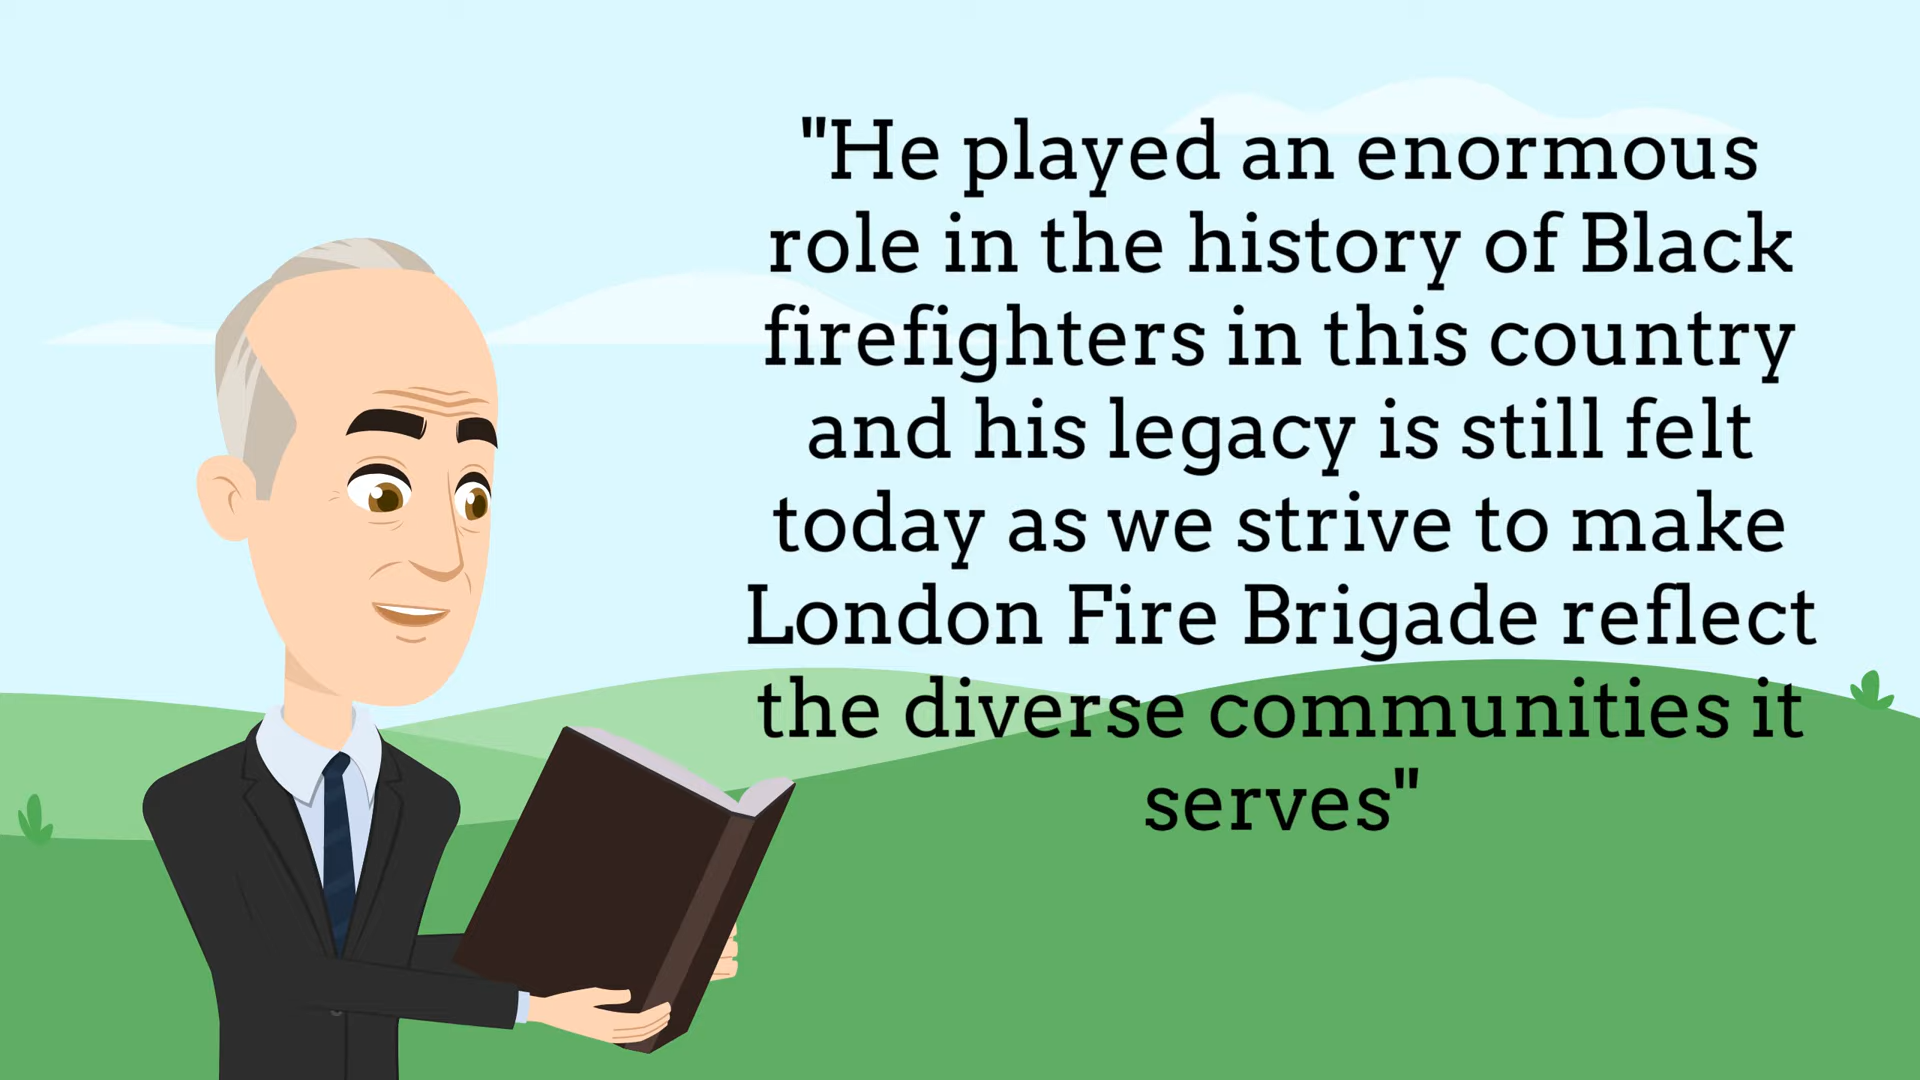 "He played an enormous
role in the history of Black
firefighters in this country
and his legacy is still felt
today as we strive to make
London Fire Brigade reflect
the diverse communities it
serves"